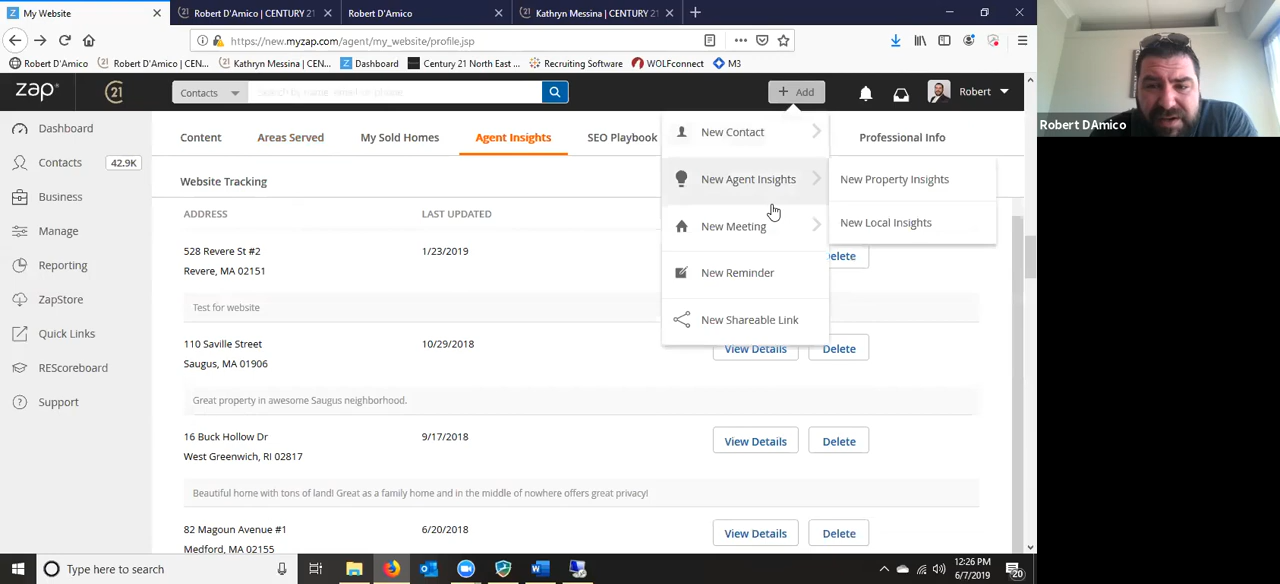 My Website
Robert D'Amico | CENTURY 21
Robert D'Amico
Kathryn Messina | CENTURY
https://new.myzap.com/agent/my_website/profile.jsp
Robert D'Amico
Robert D'Amico | CEN...
Kathryn Messina | CEN...
Dashboard
Century 21 North East ...
Recruiting Software
WOLFconnect
M3
zap
21
Contacts
Search by name, email or phone
+ Add
Robert
Robert DAmico
Dashboard
Contacts 42.9K
Business
Manage
Reporting
ZapStore
Quick Links
REScoreboard
Support
Content
Areas Served
My Sold Homes
Agent Insights
SEO Playbook
Professional Info
New Contact
New Agent Insights
New Meeting
New Reminder
New Shareable Link
New Property Insights
New Local Insights
Website Tracking
ADDRESS LAST UPDATED
528 Revere St #2 1/23/2019
Revere, MA 02151
elete
Test for website
110 Saville Street 10/29/2018
Saugus, MA 01906
View Details Delete
Great property in awesome Saugus neighborhood.
16 Buck Hollow Dr 9/17/2018
West Greenwich, RI 02817
View Details Delete
Beautiful home with tons of land! Great as a family home and in the middle of nowhere offers great privacy!
82 Magoun Avenue #1 6/20/2018
Medford, MA 02155
View Details Delete
Type here to search
12:26 PM
6/7/2019
20